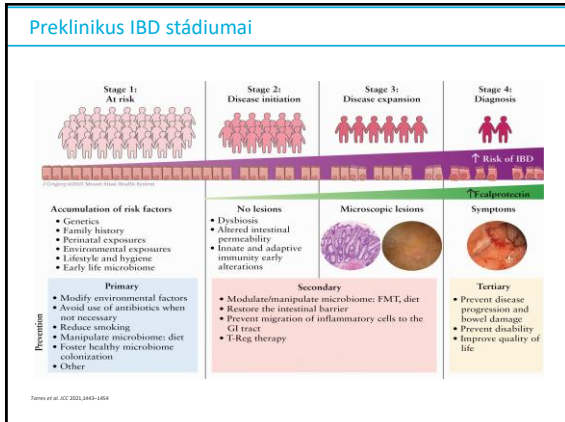 Preklinikus IBD stádiumai
Stage 1:
At risk
Stage 2:
Disease initiation
Stage 3:
Disease expansion
Stage 4:
Diagnosis
↑ Risk of IBD
©2021 Mount Sinai Health System
↑Fcalprotectin
Accumulation of risk factors
• Genetics
• Family history
• Perinatal exposures
• Environmental exposures
• Lifestyle and hygiene
• Early life microbiome
No lesions
• Dysbiosis
• Altered intestinal
permeability
• Innate and adaptive
immunity early
alterations
Microscopic lesions
Symptoms
Prevention
Primary
• Modify environmental factors
• Avoid use of antibiotics when
not necessary
• Reduce smoking
• Manipulate microbiome: diet
• Foster healthy microbiome
colonization
• Other
Secondary
• Modulate/manipulate microbiome: FMT, diet
• Restore the intestinal barrier
• Prevent migration of inflammatory cells to the
GI tract
• T-Reg therapy
Tertiary
• Prevent disease
progression and
bowel damage
• Prevent disability
• Improve quality of
life
Torres et al. JCC 2021,1443–1454